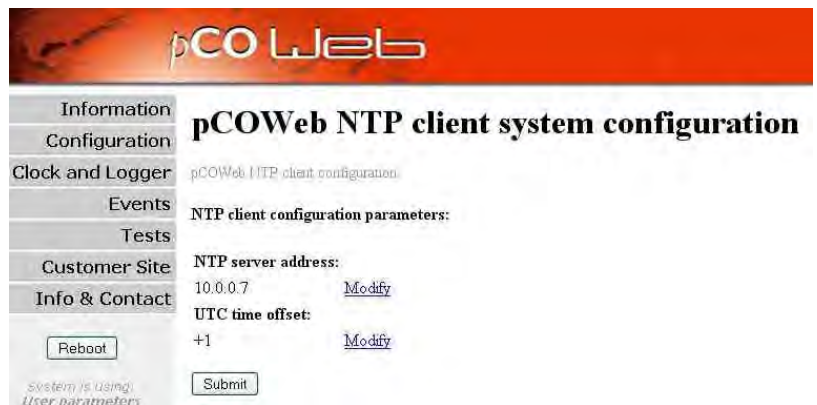 pCO Web
Information
Configuration
Clock and Logger
Events
Tests
Customer Site
Info & Contact
Reboot
System is using:
User parameters
pCOWeb NTP client system configuration
pCOWeb NTP client configuration.
NTP client configuration parameters:
NTP server address:
10.0.0.7 Modify
UTC time offset:
+1 Modify
Submit